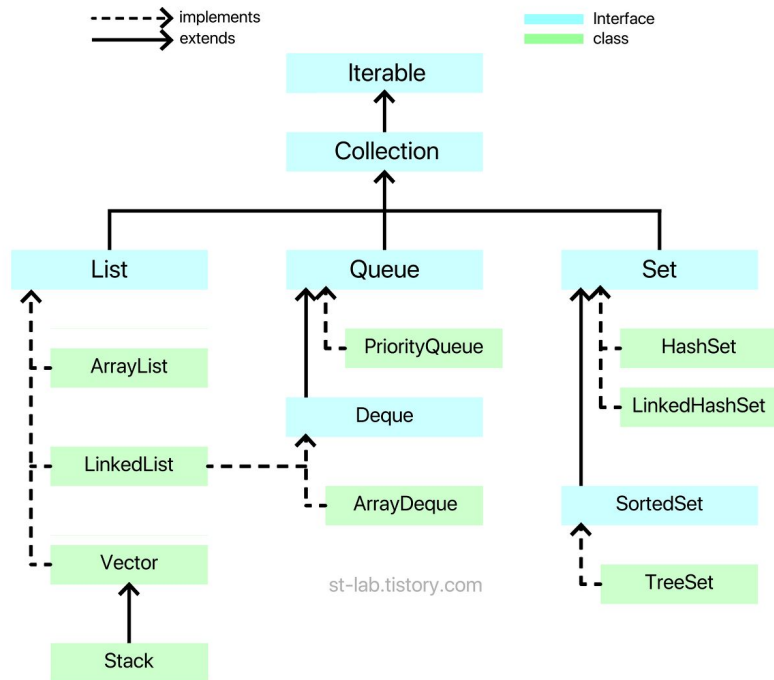 implements
extends
Interface
class
Iterable
Collection
List
Queue
Set
ArrayList
PriorityQueue
HashSet
LinkedHashSet
Deque
LinkedList
ArrayDeque
SortedSet
Vector
TreeSet
st-lab.tistory.com
Stack